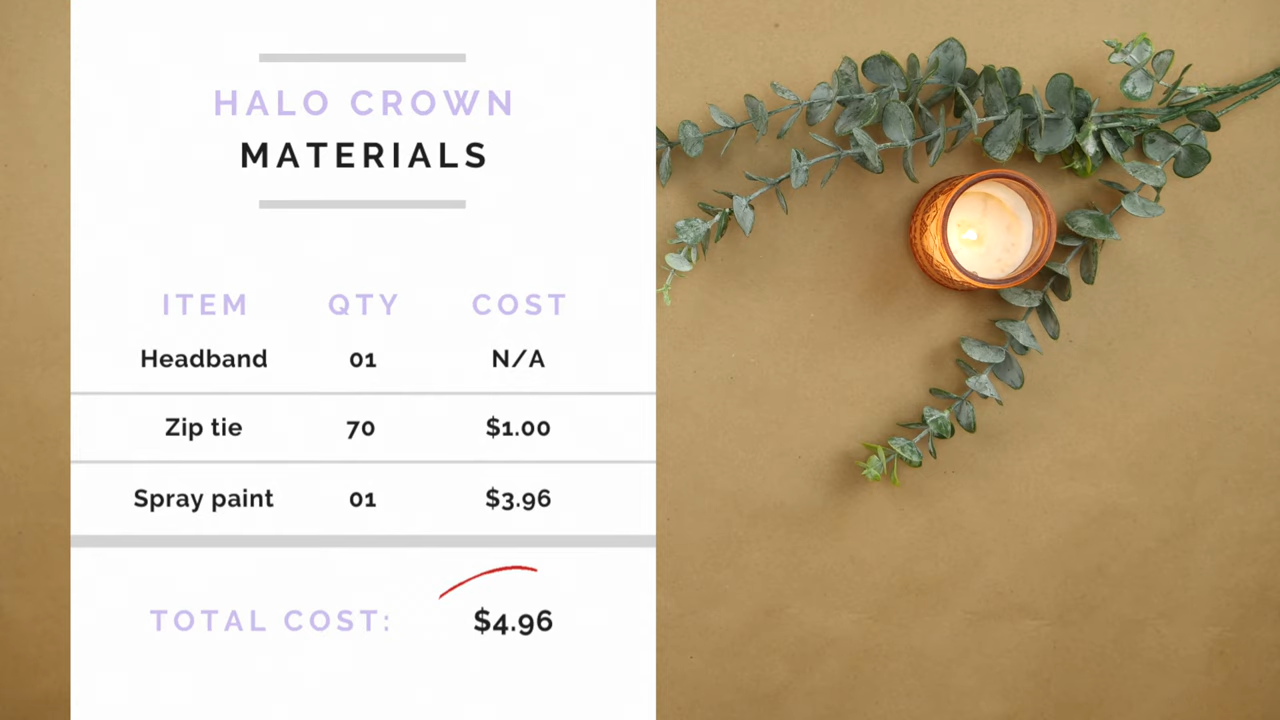 HALO CROWN
MATERIALS
ITEM QTY COST
Headband 01 N/A
Zip tie 70 $1.00
Spray paint 01 $3.96
TOTAL COST: $4.96